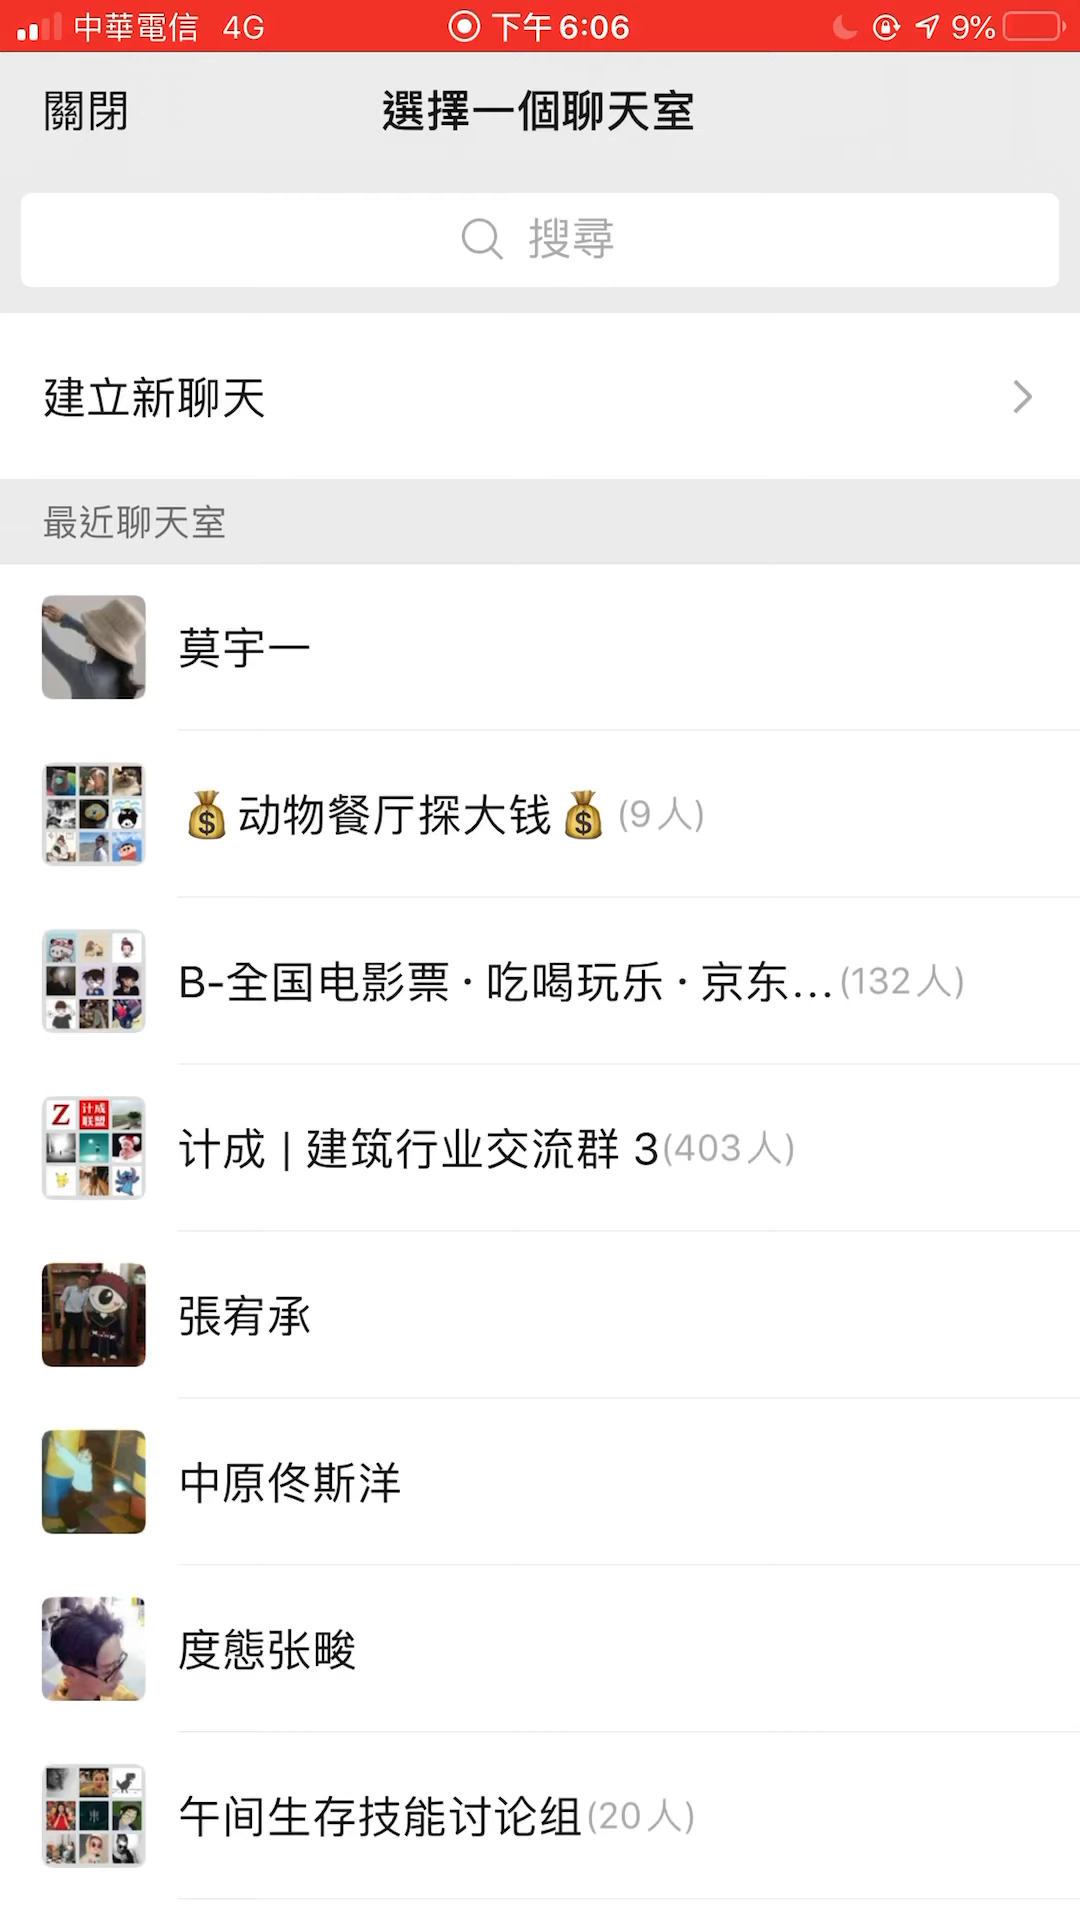 中華電信 4G 下午 6:06 9%
關閉 選擇一個聊天室
搜尋
建立新聊天
最近聊天室
莫宇一
💰动物餐厅探大钱💰(9人)
B-全国电影票 · 吃喝玩乐 · 京东...(132人)
计成 | 建筑行业交流群 3(403人)
張宥承
中原佟斯洋
度態张畯
午间生存技能讨论组(20人)